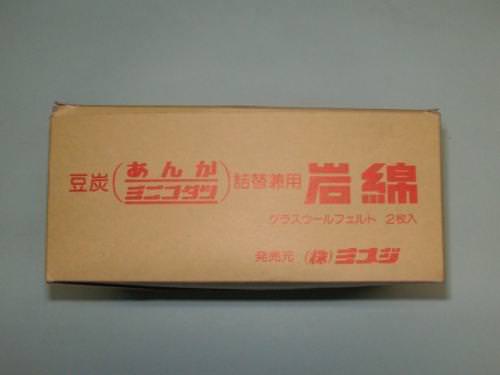 豆炭(あんか ミニコタツ)詰替兼用 岩綿
グラスウールフェルト 2枚入
発売元 (株)ミスジ